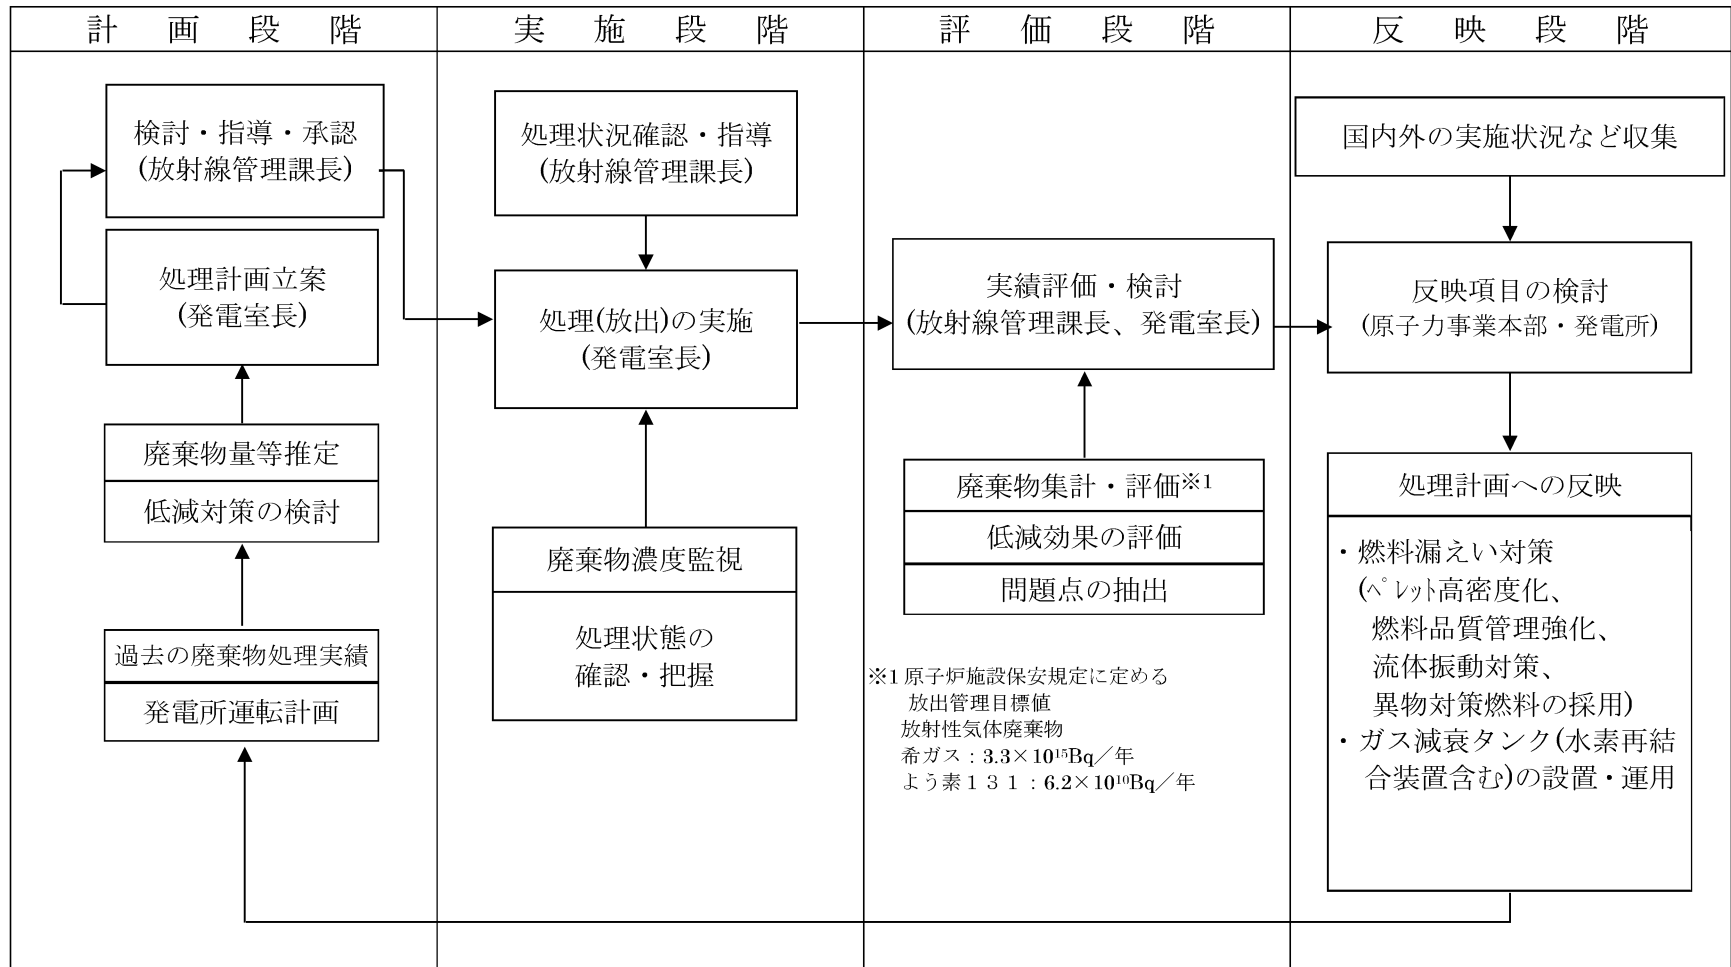 計画段階
検討・指導・承認
(放射線管理課長)
処理計画立案
(発電室長)
廃棄物量等推定
低減対策の検討
過去の廃棄物処理実績
発電所運転計画
実施段階
処理状況確認・指導
(放射線管理課長)
処理(放出)の実施
(発電室長)
廃棄物濃度監視
処理状態の
確認・把握
評価段階
実績評価・検討
(放射線管理課長、発電室長)
廃棄物集計・評価※1
低減効果の評価
問題点の抽出
※1 原子炉施設保安規定に定める
放出管理目標値
放射性気体廃棄物
希ガス：3.3×10¹⁵Bq／年
よう素１３１：6.2×10¹⁰Bq／年
反映段階
国内外の実施状況など収集
反映項目の検討
(原子力事業本部・発電所)
処理計画への反映
・燃料漏えい対策
(ﾍﾟﾚｯﾄ高密度化、
燃料品質管理強化、
流体振動対策、
異物対策燃料の採用)
・ガス減衰タンク(水素再結
合装置含む)の設置・運用